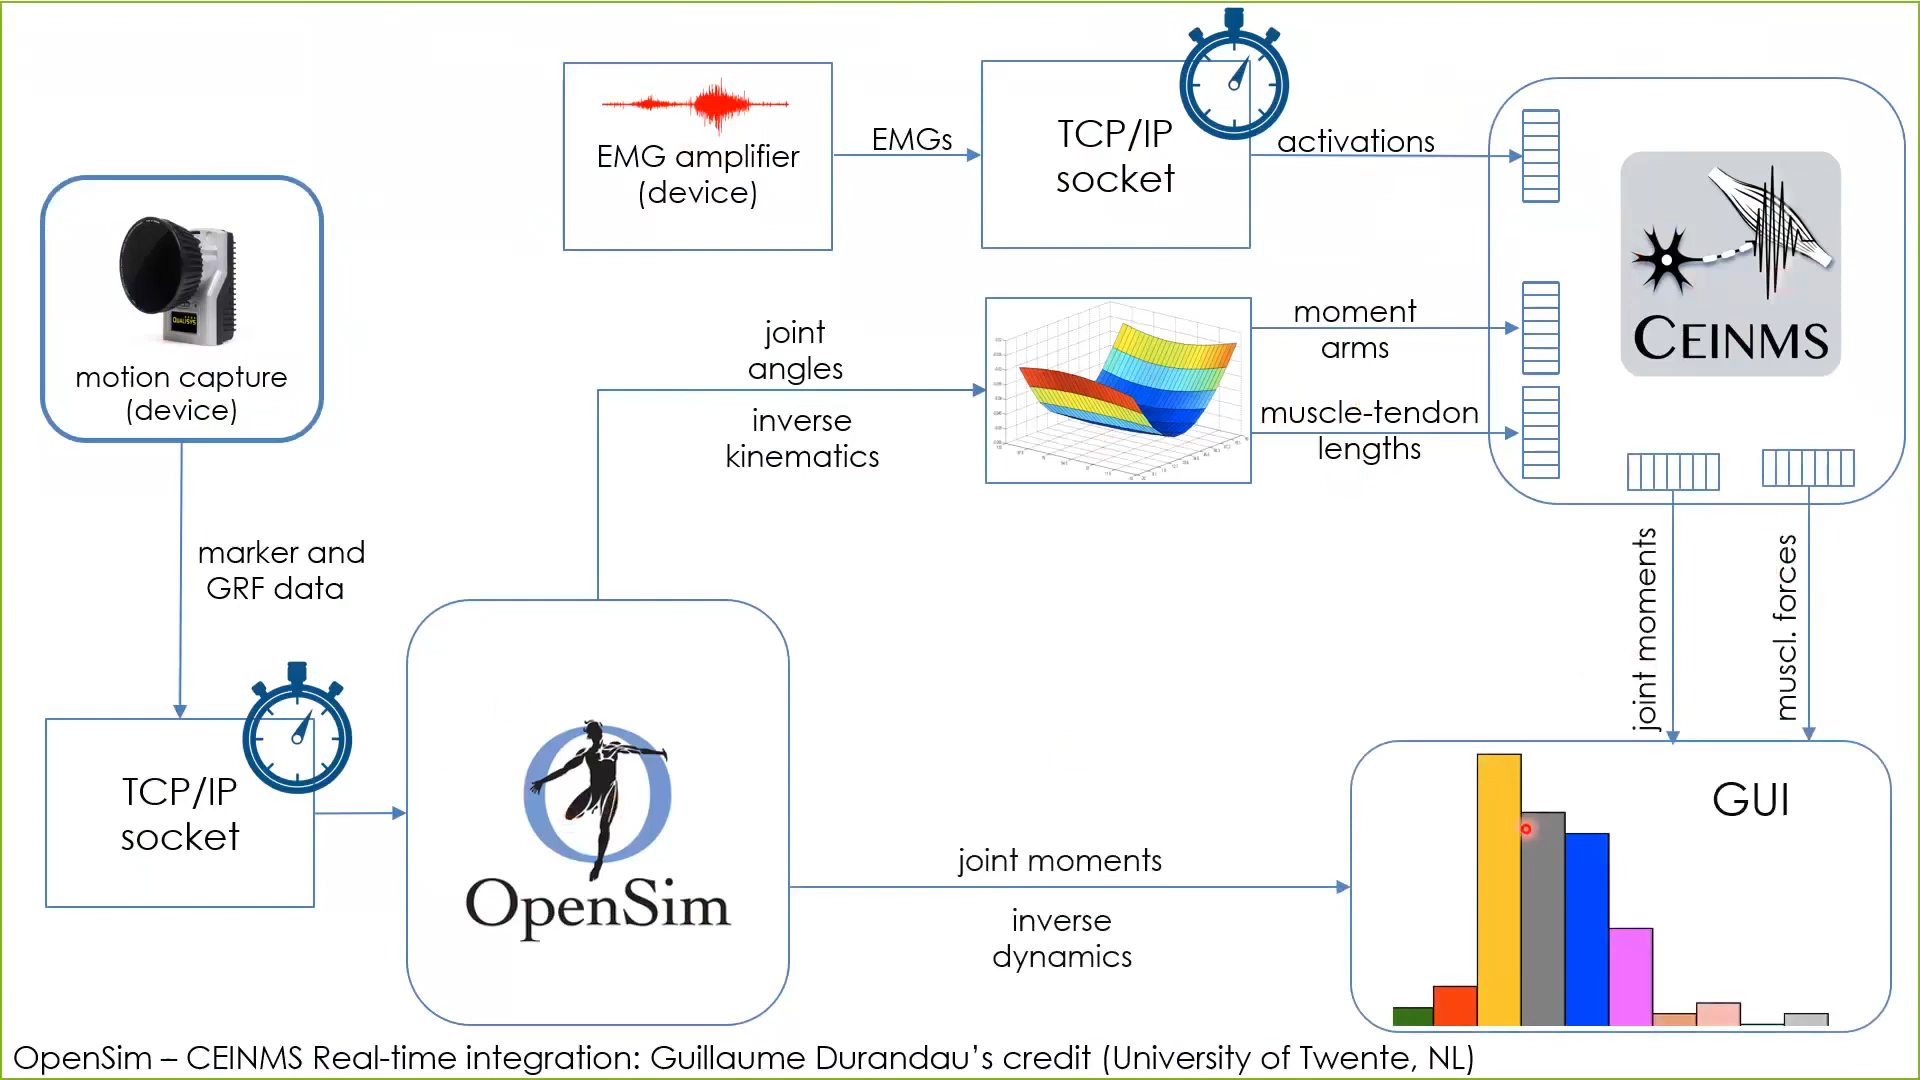 EMG amplifier
(device)
EMGs
TCP/IP
socket
activations
CEINMS
QUALISYS
motion capture
(device)
joint
angles
inverse
kinematics
moment
arms
muscle-tendon
lengths
marker and
GRF data
joint moments
muscl. forces
TCP/IP
socket
OpenSim
joint moments
inverse
dynamics
GUI
OpenSim – CEINMS Real-time integration: Guillaume Durandau’s credit (University of Twente, NL)